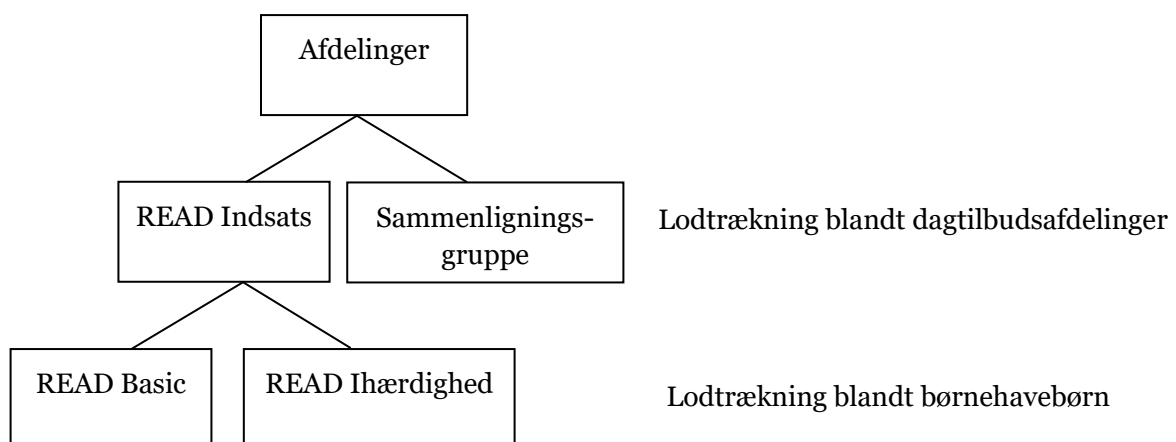 Afdelinger
READ Indsats
Sammenlignings-
gruppe
Lodtrækning blandt dagtilbudsafdelinger
READ Basic
READ Ihærdighed
Lodtrækning blandt børnehavebørn